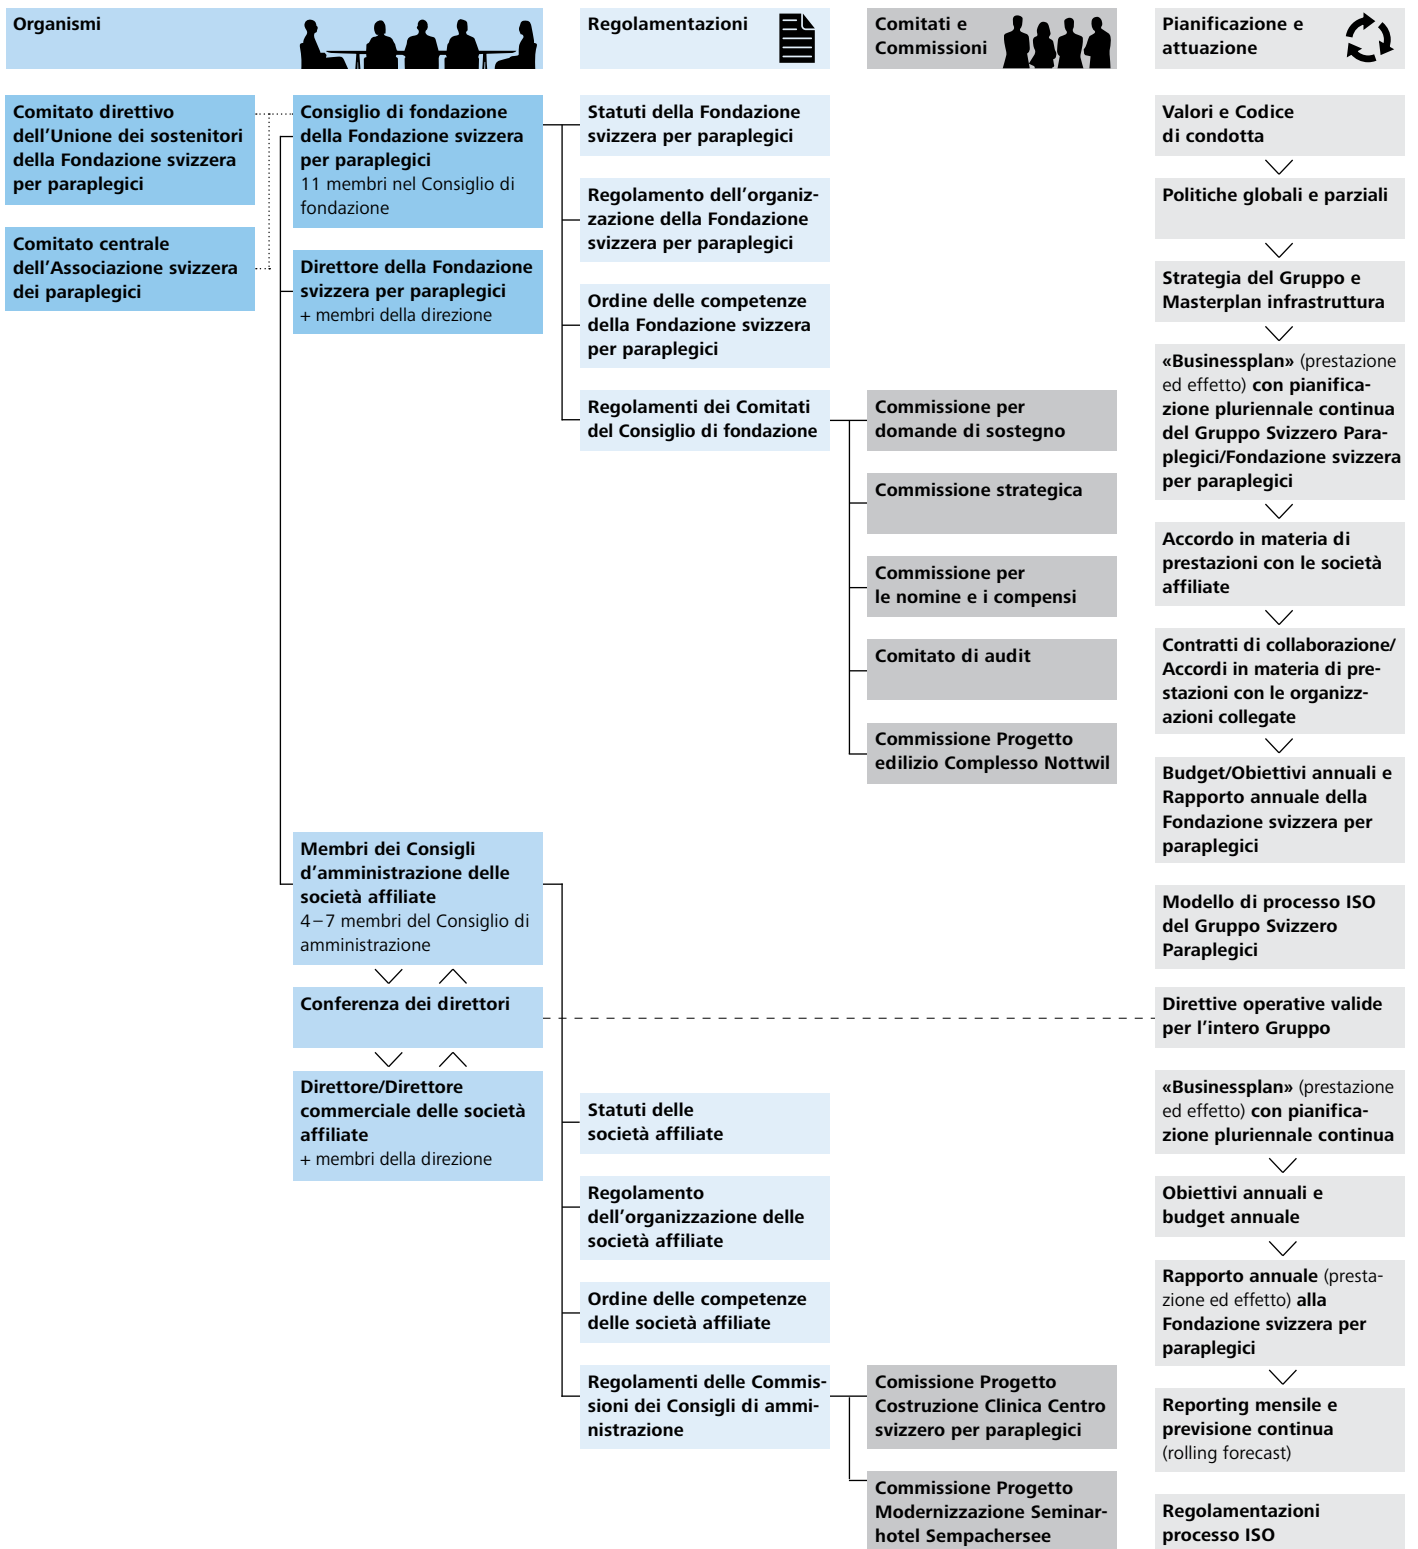 Organismi
Regolamentazioni
Comitati e
Commissioni
Pianificazione e
attuazione
Comitato direttivo
dell'Unione dei sostenitori
della Fondazione svizzera
per paraplegici
Comitato centrale
dell'Associazione svizzera
dei paraplegici
Consiglio di fondazione
della Fondazione svizzera
per paraplegici
11 membri nel Consiglio di
fondazione
Direttore della Fondazione
svizzera per paraplegici
+ membri della direzione
Membri dei Consigli
d'amministrazione delle
società affiliate
4–7 membri del Consiglio di
amministrazione
Conferenza dei direttori
Direttore/Direttore
commerciale delle società
affiliate
+ membri della direzione
Statuti della Fondazione
svizzera per paraplegici
Regolamento dell'organiz-
zazione della Fondazione
svizzera per paraplegici
Ordine delle competenze
della Fondazione svizzera
per paraplegici
Regolamenti dei Comitati
del Consiglio di fondazione
Statuti delle
società affiliate
Regolamento
dell'organizzazione delle
società affiliate
Ordine delle competenze
delle società affiliate
Regolamenti delle Commis-
sioni dei Consigli di ammi-
nistrazione
Commissione per
domande di sostegno
Commissione strategica
Commissione per
le nomine e i compensi
Comitato di audit
Commissione Progetto
edilizio Complesso Nottwil
Comissione Progetto
Costruzione Clinica Centro
svizzero per paraplegici
Commissione Progetto
Modernizzazione Seminar-
hotel Sempachersee
Valori e Codice
di condotta
Politiche globali e parziali
Strategia del Gruppo e
Masterplan infrastruttura
«Businessplan» (prestazione
ed effetto) con pianifica-
zione pluriennale continua
del Gruppo Svizzero Para-
plegici/Fondazione svizzera
per paraplegici
Accordo in materia di
prestazioni con le società
affiliate
Contratti di collaborazione/
Accordi in materia di pre-
stazioni con le organizz-
azioni collegate
Budget/Obiettivi annuali e
Rapporto annuale della
Fondazione svizzera per
paraplegici
Modello di processo ISO
del Gruppo Svizzero
Paraplegici
Direttive operative valide
per l'intero Gruppo
«Businessplan» (prestazione
ed effetto) con pianifica-
zione pluriennale continua
Obiettivi annuali e
budget annuale
Rapporto annuale (presta-
zione ed effetto) alla
Fondazione svizzera per
paraplegici
Reporting mensile e
previsione continua
(rolling forecast)
Regolamentazioni
processo ISO